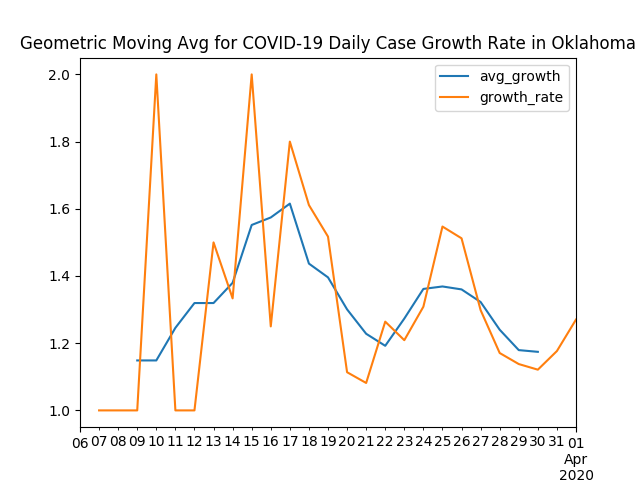 Geometric Moving Avg for COVID-19 Daily Case Growth Rate in Oklahoma
avg_growth
growth_rate
2.0
1.8
1.6
1.4
1.2
1.0
06 07 08 09 10 11 12 13 14 15 16 17 18 19 20 21 22 23 24 25 26 27 28 29 30 31 01
Apr
2020